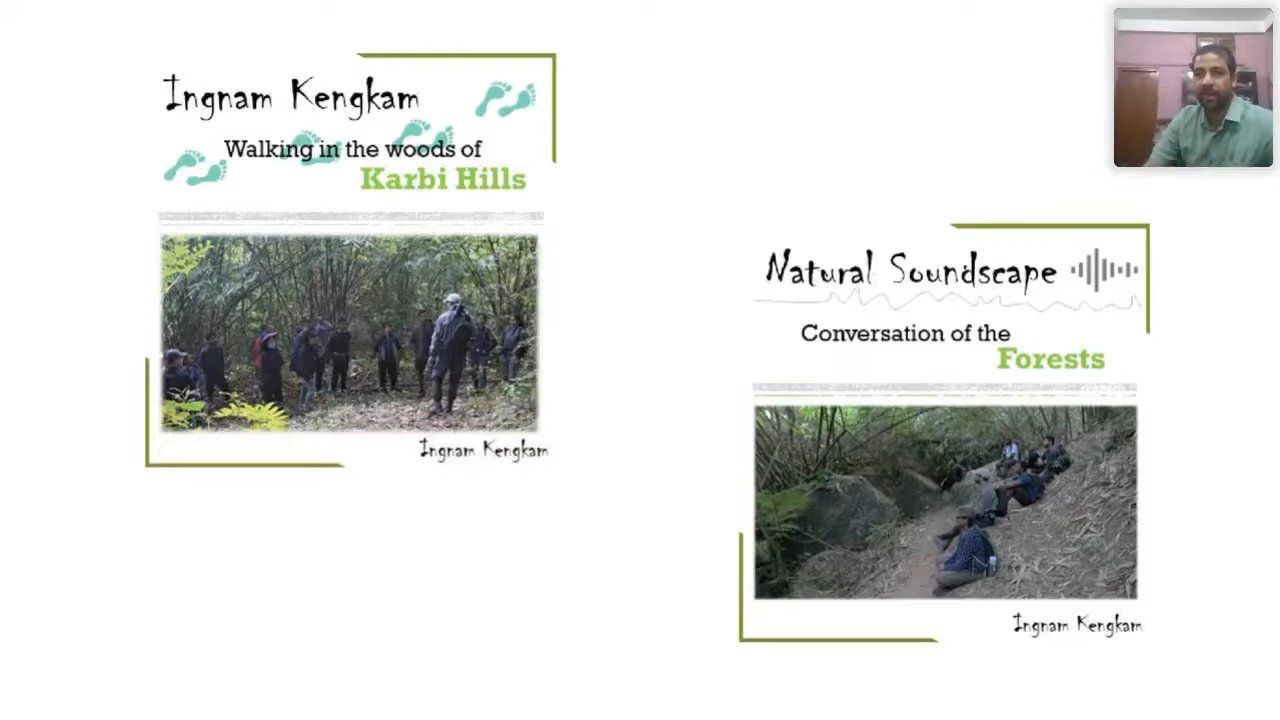 Ingnam Kengkam
Walking in the woods of
Karbi Hills
Ingnam Kengkam
Natural Soundscape
Conversation of the
Forests
Ingnam Kengkam